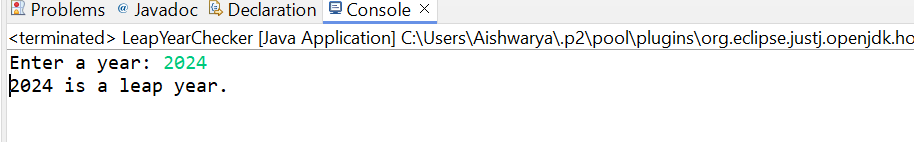 Problems @ Javadoc Declaration Console ×
<terminated> LeapYearChecker [Java Application] C:\Users\Aishwarya\.p2\pool\plugins\org.eclipse.justj.openjdk.ho
Enter a year: 2024
2024 is a leap year.